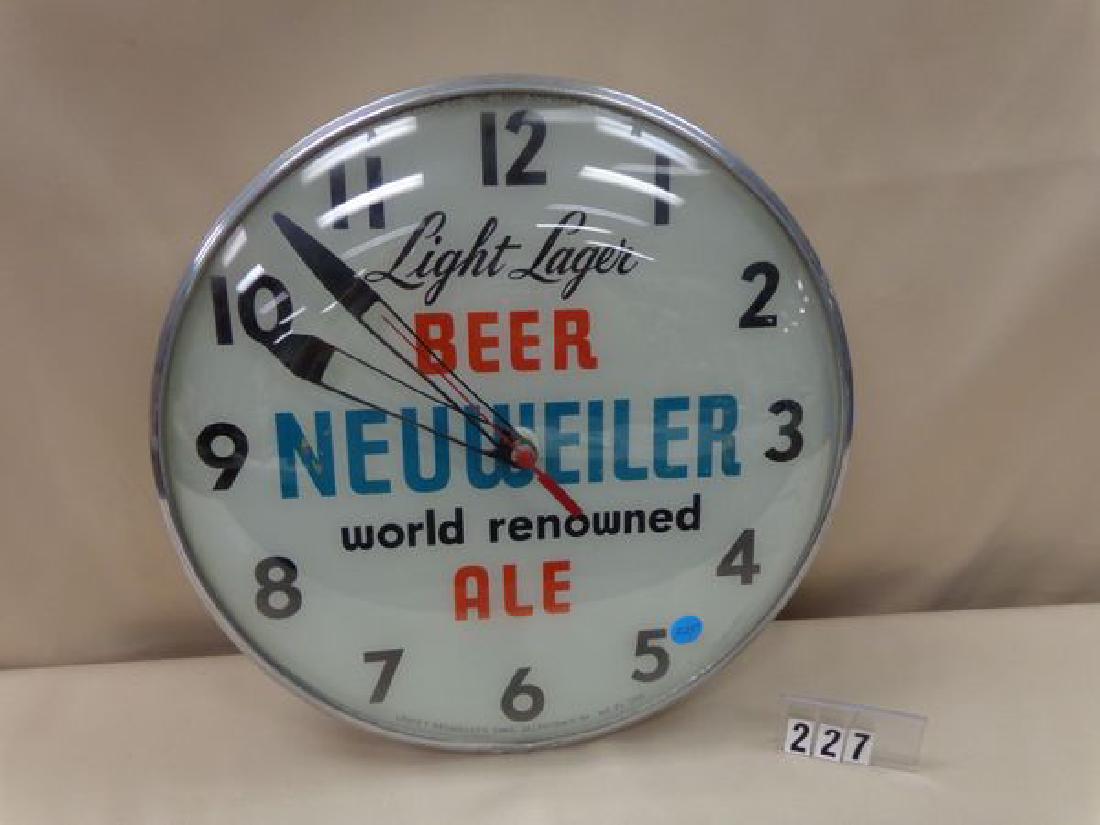 12
11
1
10
2
Light Lager
BEER
9
NEUWEILER
3
world renowned
8
ALE
4
7
5
6
227